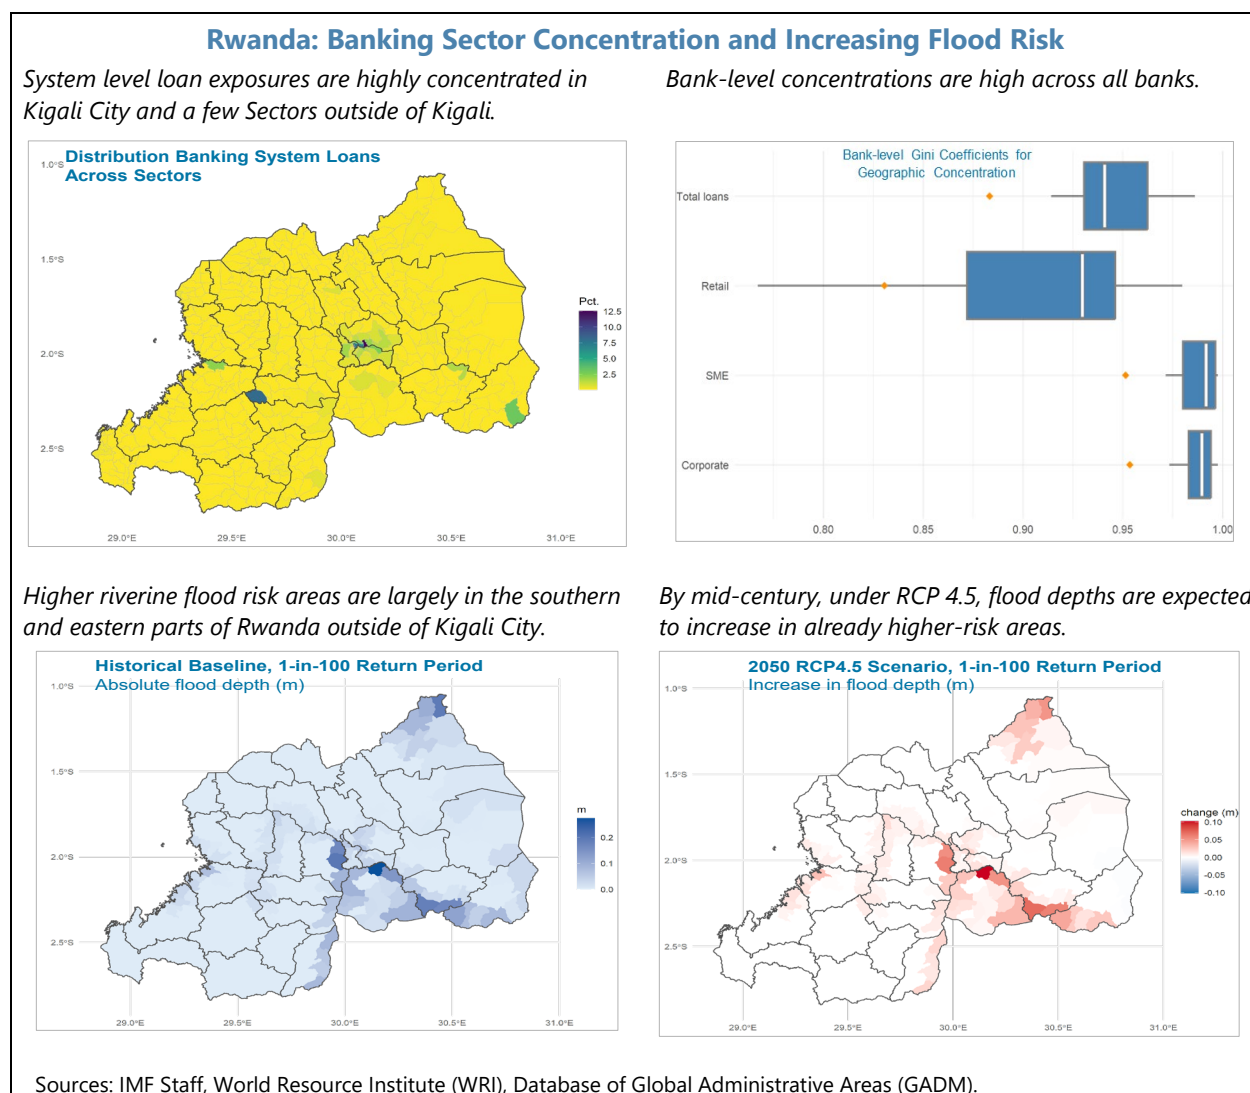 Rwanda: Banking Sector Concentration and Increasing Flood Risk
System level loan exposures are highly concentrated in
Kigali City and a few Sectors outside of Kigali.
Bank-level concentrations are high across all banks.
Distribution Banking System Loans
Across Sectors
1.0°S
1.5°S
2.0°S
2.5°S
29.0°E
29.5°E
30.0°E
30.5°E
31.0°E
Pct.
12.5
10.0
7.5
5.0
2.5
Bank-level Gini Coefficients for
Geographic Concentration
Total loans
Retail
SME
Corporate
0.80
0.85
0.90
0.95
1.00
Higher riverine flood risk areas are largely in the southern
and eastern parts of Rwanda outside of Kigali City.
By mid-century, under RCP 4.5, flood depths are expected
to increase in already higher-risk areas.
Historical Baseline, 1-in-100 Return Period
Absolute flood depth (m)
1.0°S
1.5°S
2.0°S
2.5°S
29.0°E
29.5°E
30.0°E
30.5°E
31.0°E
m
0.2
0.1
0.0
2050 RCP4.5 Scenario, 1-in-100 Return Period
Increase in flood depth (m)
1.0°S
1.5°S
2.0°S
2.5°S
29.0°E
29.5°E
30.0°E
30.5°E
31.0°E
change (m)
0.10
0.05
0.00
-0.05
-0.10
Sources: IMF Staff, World Resource Institute (WRI), Database of Global Administrative Areas (GADM).